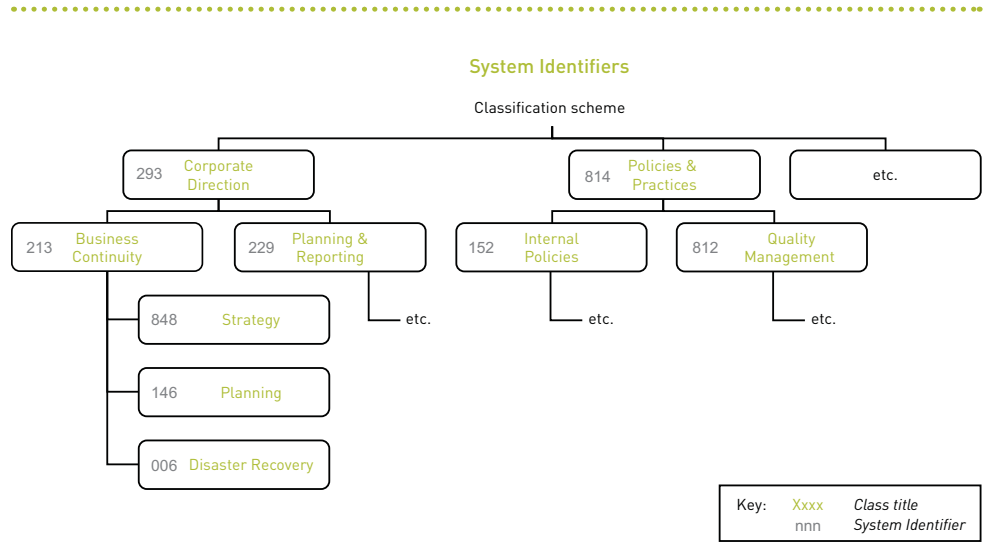 System Identifiers
Classification scheme
293 Corporate
Direction
814 Policies &
Practices
etc.
213 Business
Continuity
229 Planning &
Reporting
152 Internal
Policies
812 Quality
Management
848 Strategy
etc.
etc.
etc.
146 Planning
006 Disaster Recovery
Key: Xxxx Class title
nnn System Identifier